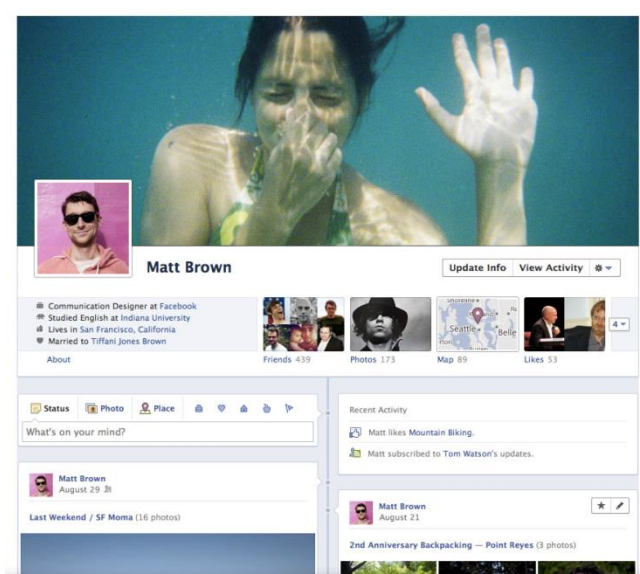 Matt Brown
Update Info
View Activity
Communication Designer at Facebook
Studied English at Indiana University
Lives in San Francisco, California
Married to Tiffani Jones Brown
About
Shoreline
Seattle
Belle
Friends 439
Photos 173
Map 89
Likes 53
4
Status
Photo
Place
What's on your mind?
Recent Activity
Matt likes Mountain Biking.
Matt subscribed to Tom Watson's updates.
Matt Brown
August 29
Last Weekend / SF Moma (16 photos)
Matt Brown
August 21
2nd Anniversary Backpacking — Point Reyes (3 photos)